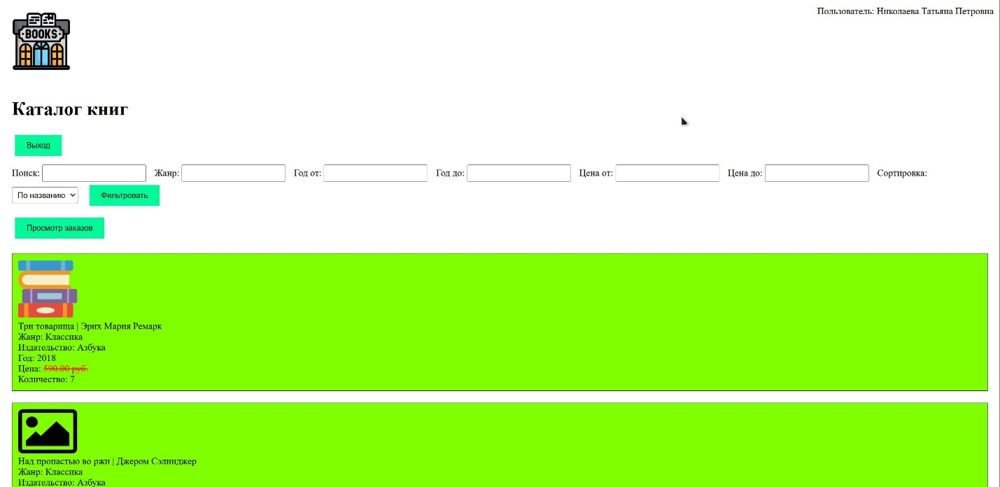 Пользователь: Николаева Татьяна Петровна
BOOKS
Каталог книг
Выход
Поиск: Жанр: Год от: Год до: Цена от: Цена до: Сортировка:
По названию Фильтровать
Просмотр заказов
Три товарища | Эрих Мария Ремарк
Жанр: Классика
Издательство: Азбука
Год: 2018
Цена: 590.00 руб.
Количество: 7
Над пропастью во ржи | Джером Сэлинджер
Жанр: Классика
Издательство: Азбука